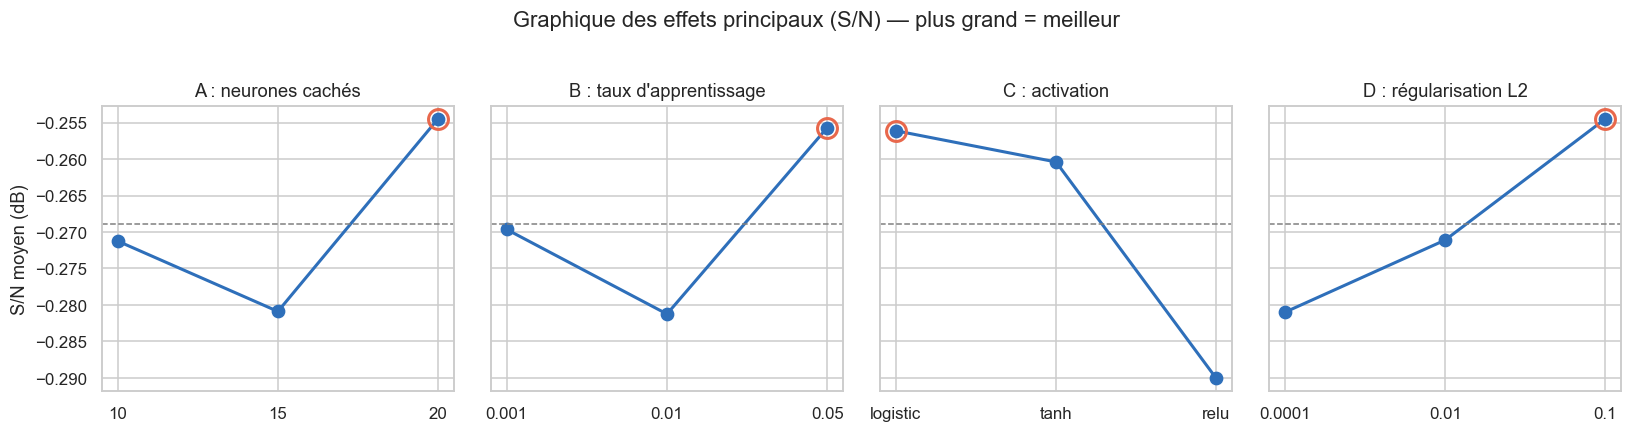 Graphique des effets principaux (S/N) — plus grand = meilleur
A : neurones cachés
B : taux d'apprentissage
C : activation
D : régularisation L2
S/N moyen (dB)
−0.255
−0.260
−0.265
−0.270
−0.275
−0.280
−0.285
−0.290
10 15 20
0.001 0.01 0.05
logistic tanh relu
0.0001 0.01 0.1